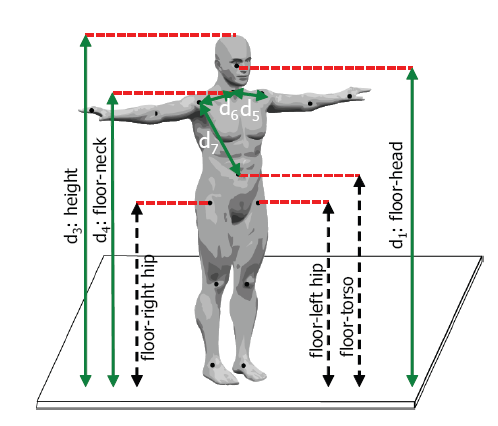 d6 d5
d7
d3: height
d4: floor-neck
floor-right hip
floor-left hip
floor-torso
d1: floor-head